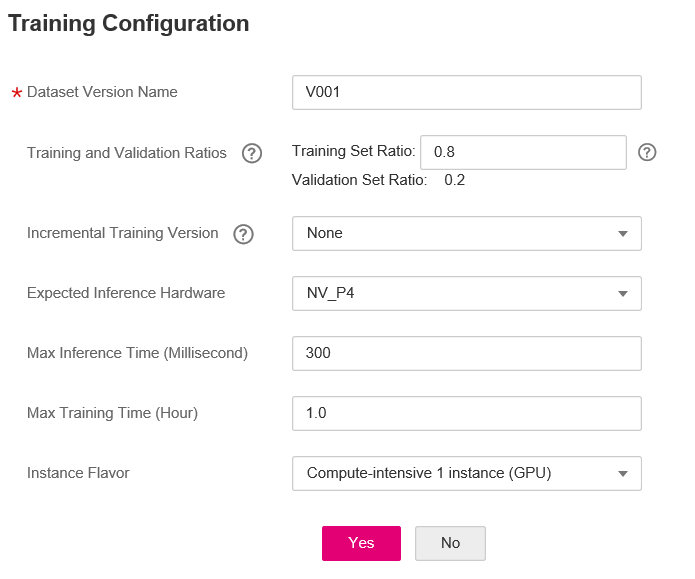 Training Configuration
* Dataset Version Name V001
Training and Validation Ratios ? Training Set Ratio: 0.8 ?
Validation Set Ratio: 0.2
Incremental Training Version ? None
Expected Inference Hardware NV_P4
Max Inference Time (Millisecond) 300
Max Training Time (Hour) 1.0
Instance Flavor Compute-intensive 1 instance (GPU)
Yes No